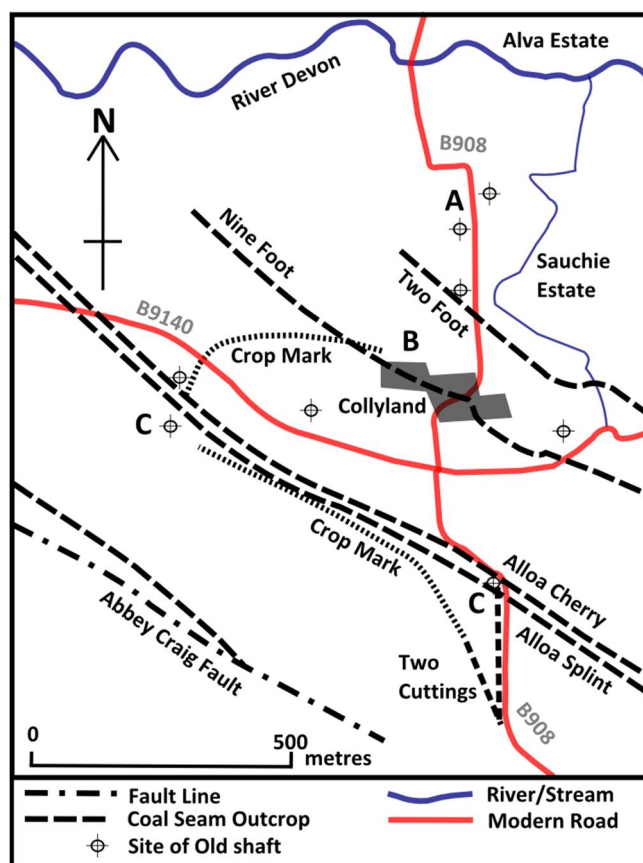 Alva Estate
River Devon
N
B908
A
Nine Foot
Two Foot
Sauchie
Estate
B9140
Crop Mark
B
Collyland
C
Crop Mark
Alloa Cherry
C
Alloa Splint
Abbey Craig Fault
Two
Cuttings
B908
0
500
metres
Fault Line
River/Stream
Coal Seam Outcrop
Modern Road
Site of Old shaft